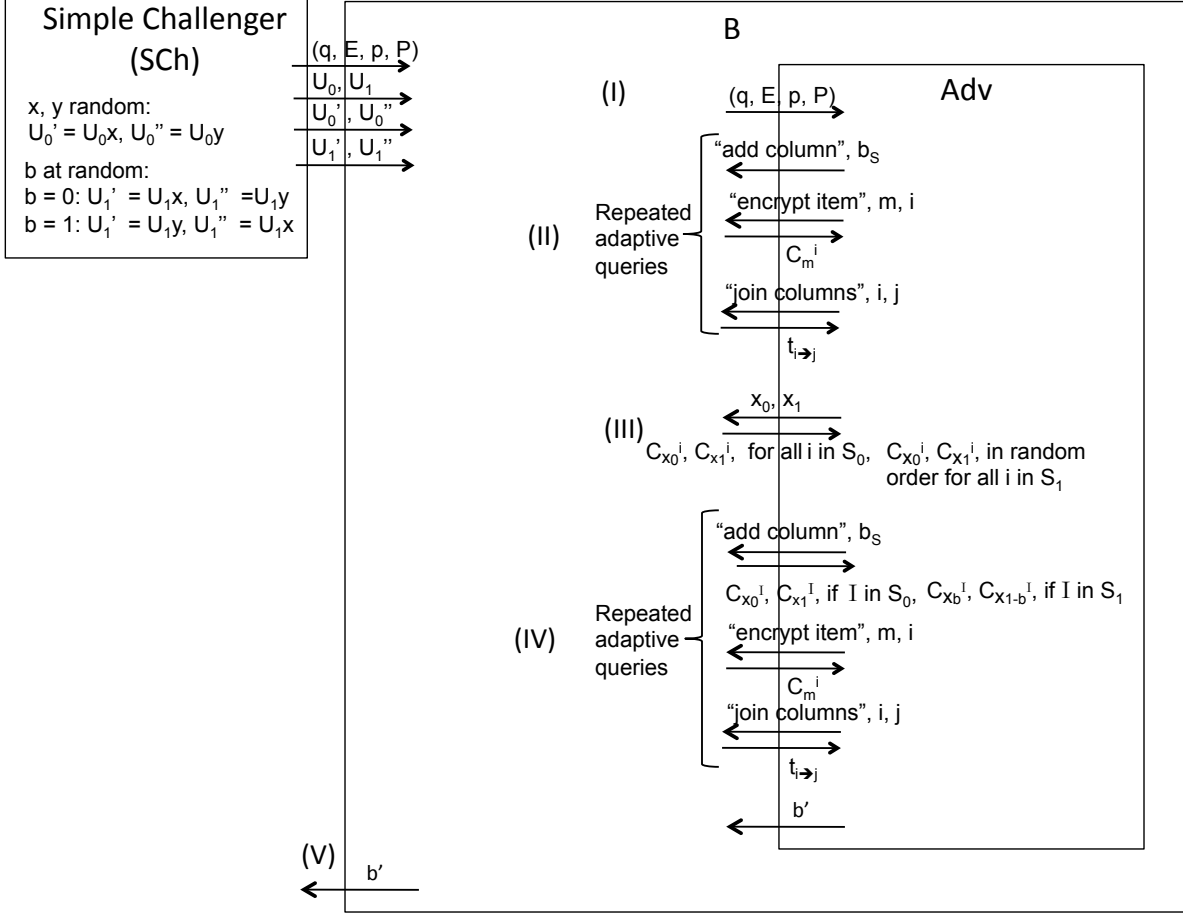 Simple Challenger
(SCh)
x, y random:
U₀’ = U₀x, U₀’’ = U₀y
b at random:
b = 0: U₁’ = U₁x, U₁’’ =U₁y
b = 1: U₁’ = U₁y, U₁’’ = U₁x
(q, E, p, P)
U₀, U₁
U₀’ , U₀’’
U₁’ , U₁’’
B
Adv
(I)
(q, E, p, P)
(II)
Repeated
adaptive
queries
“add column”, bₛ
“encrypt item”, m, i
Cₘⁱ
“join columns”, i, j
t i➔j
(III)
x₀, x₁
Cx₀ⁱ, Cx₁ⁱ, for all i in S₀, Cx₀ⁱ, Cx₁ⁱ, in random
order for all i in S₁
(IV)
Repeated
adaptive
queries
“add column”, bₛ
Cx₀ᴵ, Cx₁ᴵ, if I in S₀, Cx_bᴵ, Cx₁₋bᴵ, if I in S₁
“encrypt item”, m, i
Cₘⁱ
“join columns”, i, j
t i➔j
b’
(V)
b’